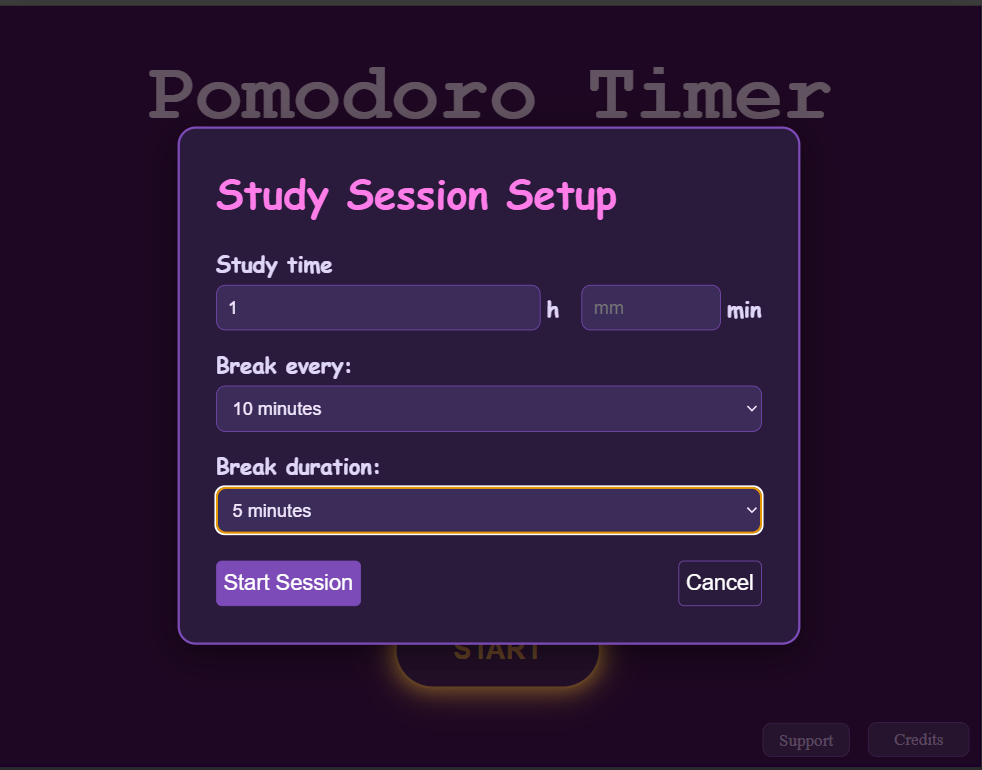 Pomodoro Timer
Study Session Setup
Study time
1 h mm min
Break every:
10 minutes
Break duration:
5 minutes
Start Session Cancel
START
Support Credits